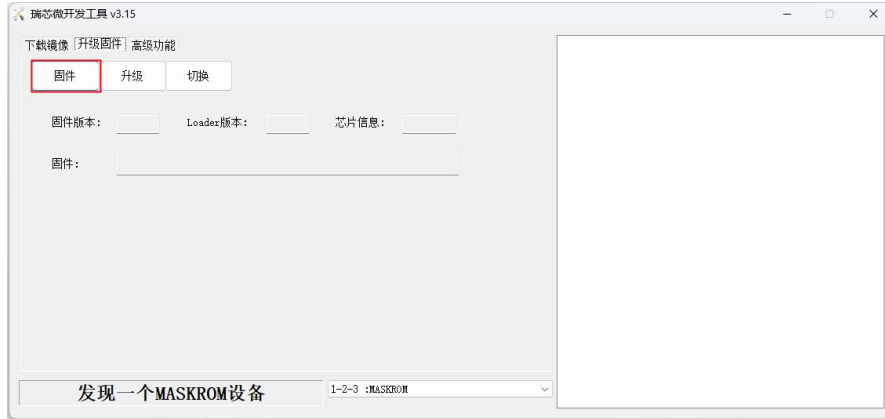 瑞芯微开发工具 v3.15
下载镜像 升级固件 高级功能
固件 升级 切换
固件版本： Loader版本： 芯片信息：
固件：
发现一个MASKROM设备 1-2-3 :MASKROM